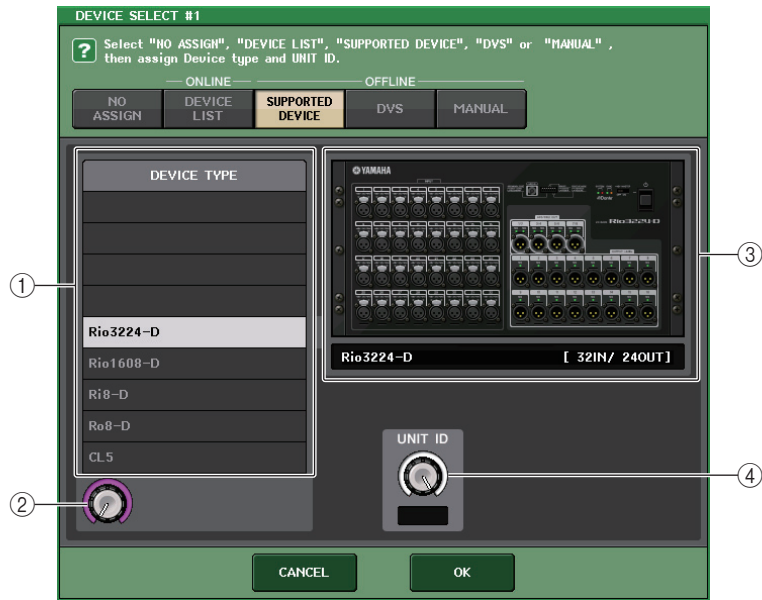 DEVICE SELECT #1
? Select "NO ASSIGN", "DEVICE LIST", "SUPPORTED DEVICE", "DVS" or "MANUAL" ,
then assign Device type and UNIT ID.
ONLINE OFFLINE
NO ASSIGN
DEVICE LIST
SUPPORTED DEVICE
DVS
MANUAL
DEVICE TYPE
Rio3224-D
Rio1608-D
Ri8-D
Ro8-D
CL5
YAMAHA
Rio3224-D
Rio3224-D [ 32IN/ 24OUT]
UNIT ID
CANCEL
OK
1
2
3
4